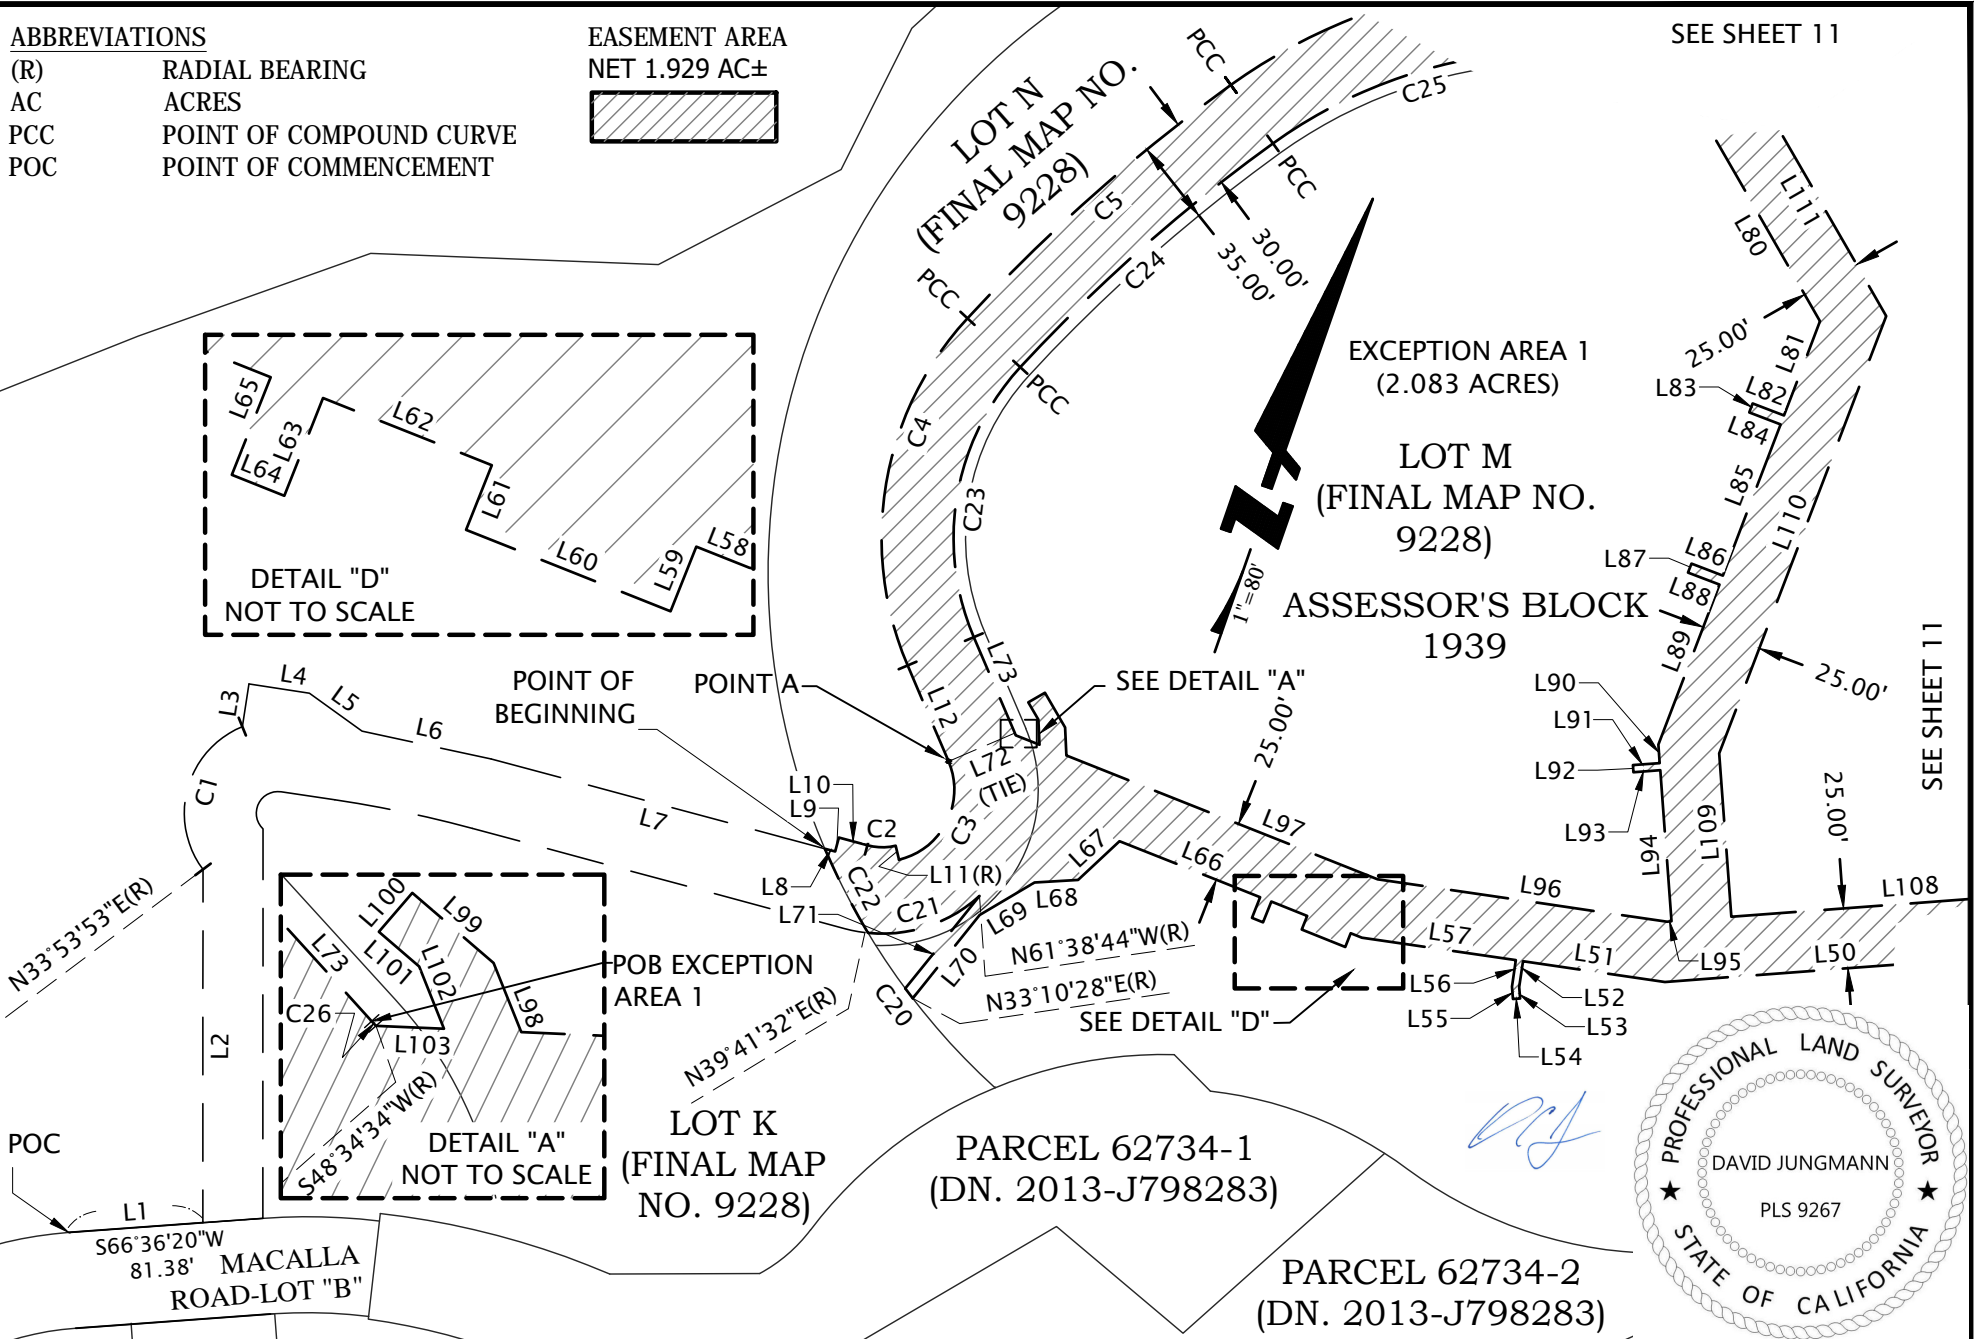 ABBREVIATIONS
(R) RADIAL BEARING
AC ACRES
PCC POINT OF COMPOUND CURVE
POC POINT OF COMMENCEMENT
EASEMENT AREA
NET 1.929 AC±
SEE SHEET 11
LOT N
(FINAL MAP NO.
9228)
PCC
PCC
PCC
PCC
C25
C5
C24
30.00'
35.00'
C4
C23
EXCEPTION AREA 1
(2.083 ACRES)
LOT M
(FINAL MAP NO.
9228)
ASSESSOR'S BLOCK
1939
N
1"=80'
L111
L80
25.00'
L81
L83
L82
L84
L85
L110
L87
L86
L88
L89
25.00'
L90
L91
L92
L93
L94
L109
25.00'
SEE SHEET 11
L65
L62
L63
L64
L61
L60
L59
L58
DETAIL "D"
NOT TO SCALE
L4
L3
L5
L6
C1
L7
POINT OF
BEGINNING
POINT A
L12
L73
SEE DETAIL "A"
25.00'
L72
(TIE)
L10
L9
C2
C3
L8
C22
L11(R)
L71
C21
L97
L67
L66
L68
L69
L70
C20
L96
L108
L57
L51
L50
L95
L56
L52
L55
L53
L54
N61°38'44"W(R)
N33°10'28"E(R)
SEE DETAIL "D"
N39°41'32"E(R)
N33°53'53"E(R)
L2
L100
L99
L73
L101
L102
L98
C26
L103
POB EXCEPTION
AREA 1
S48°34'34"W(R)
DETAIL "A"
NOT TO SCALE
POC
L1
S66°36'20"W
81.38'
MACALLA
ROAD-LOT "B"
LOT K
(FINAL MAP
NO. 9228)
PARCEL 62734-1
(DN. 2013-J798283)
PARCEL 62734-2
(DN. 2013-J798283)
PROFESSIONAL LAND SURVEYOR
DAVID JUNGMANN
PLS 9267
STATE OF CALIFORNIA